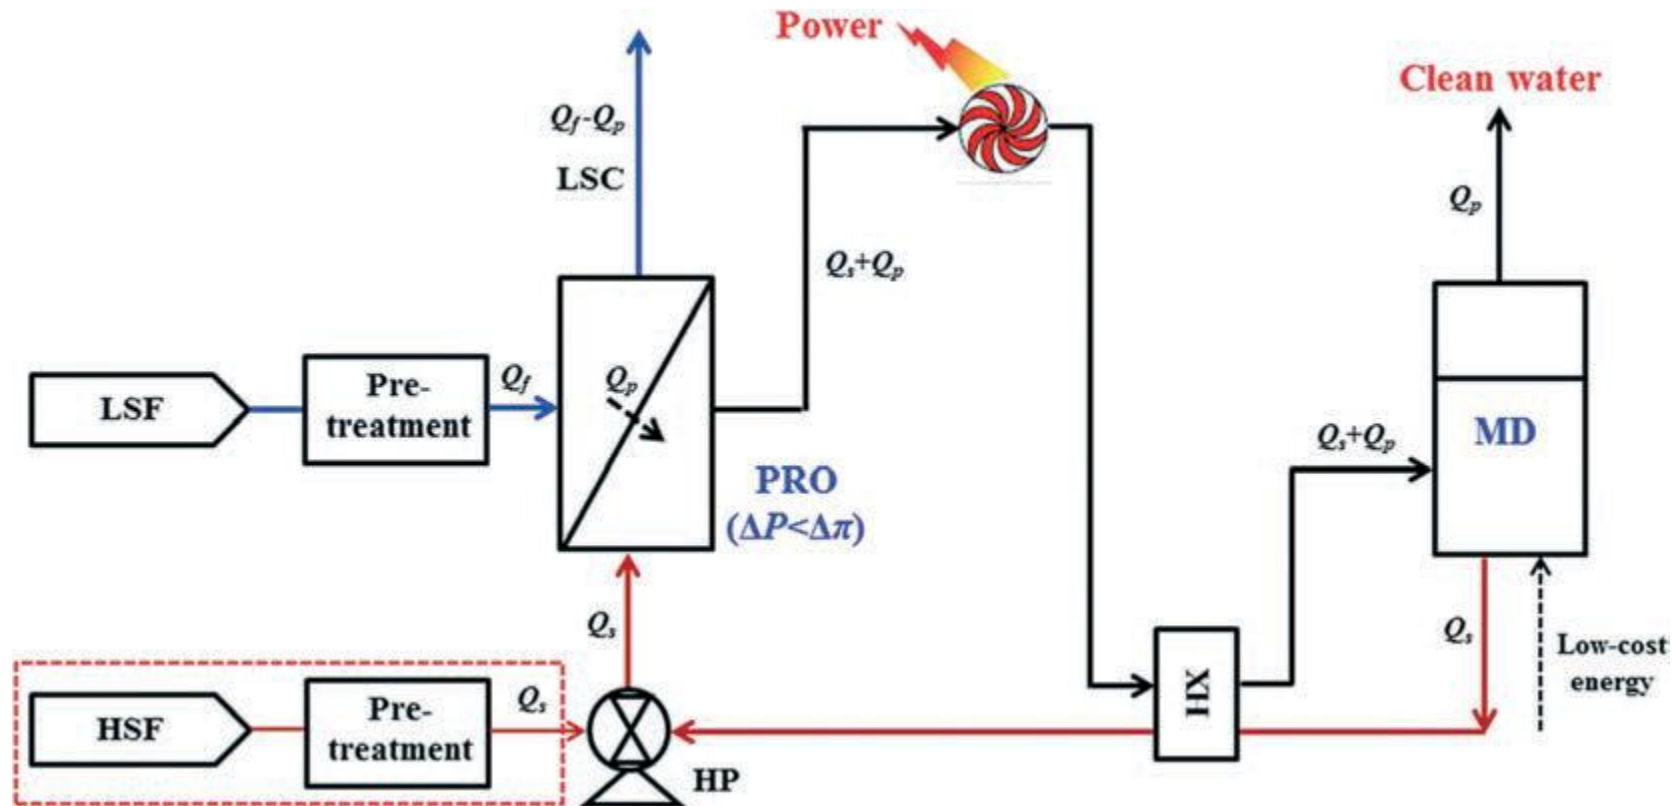 Power
Clean water
Qf-Qp
LSC
Qp
Qs+Qp
LSF
Pre-
treatment
Qf
Qp
PRO
(ΔP<Δπ)
Qs+Qp
MD
Qs
Qs
Low-cost
energy
HSF
Pre-
treatment
Qs
HP
HX